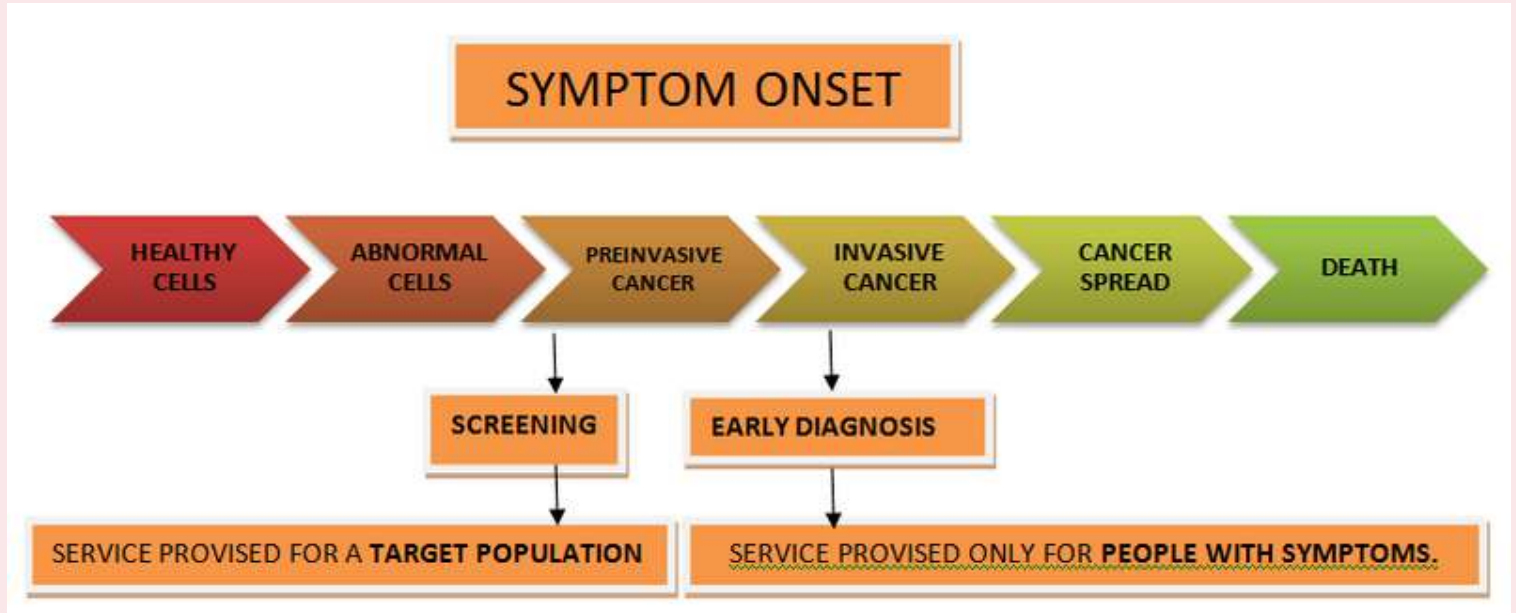 SYMPTOM ONSET
HEALTHY
CELLS
ABNORMAL
CELLS
PREINVASIVE
CANCER
INVASIVE
CANCER
CANCER
SPREAD
DEATH
SCREENING
EARLY DIAGNOSIS
SERVICE PROVISED FOR A TARGET POPULATION
SERVICE PROVISED ONLY FOR PEOPLE WITH SYMPTOMS.